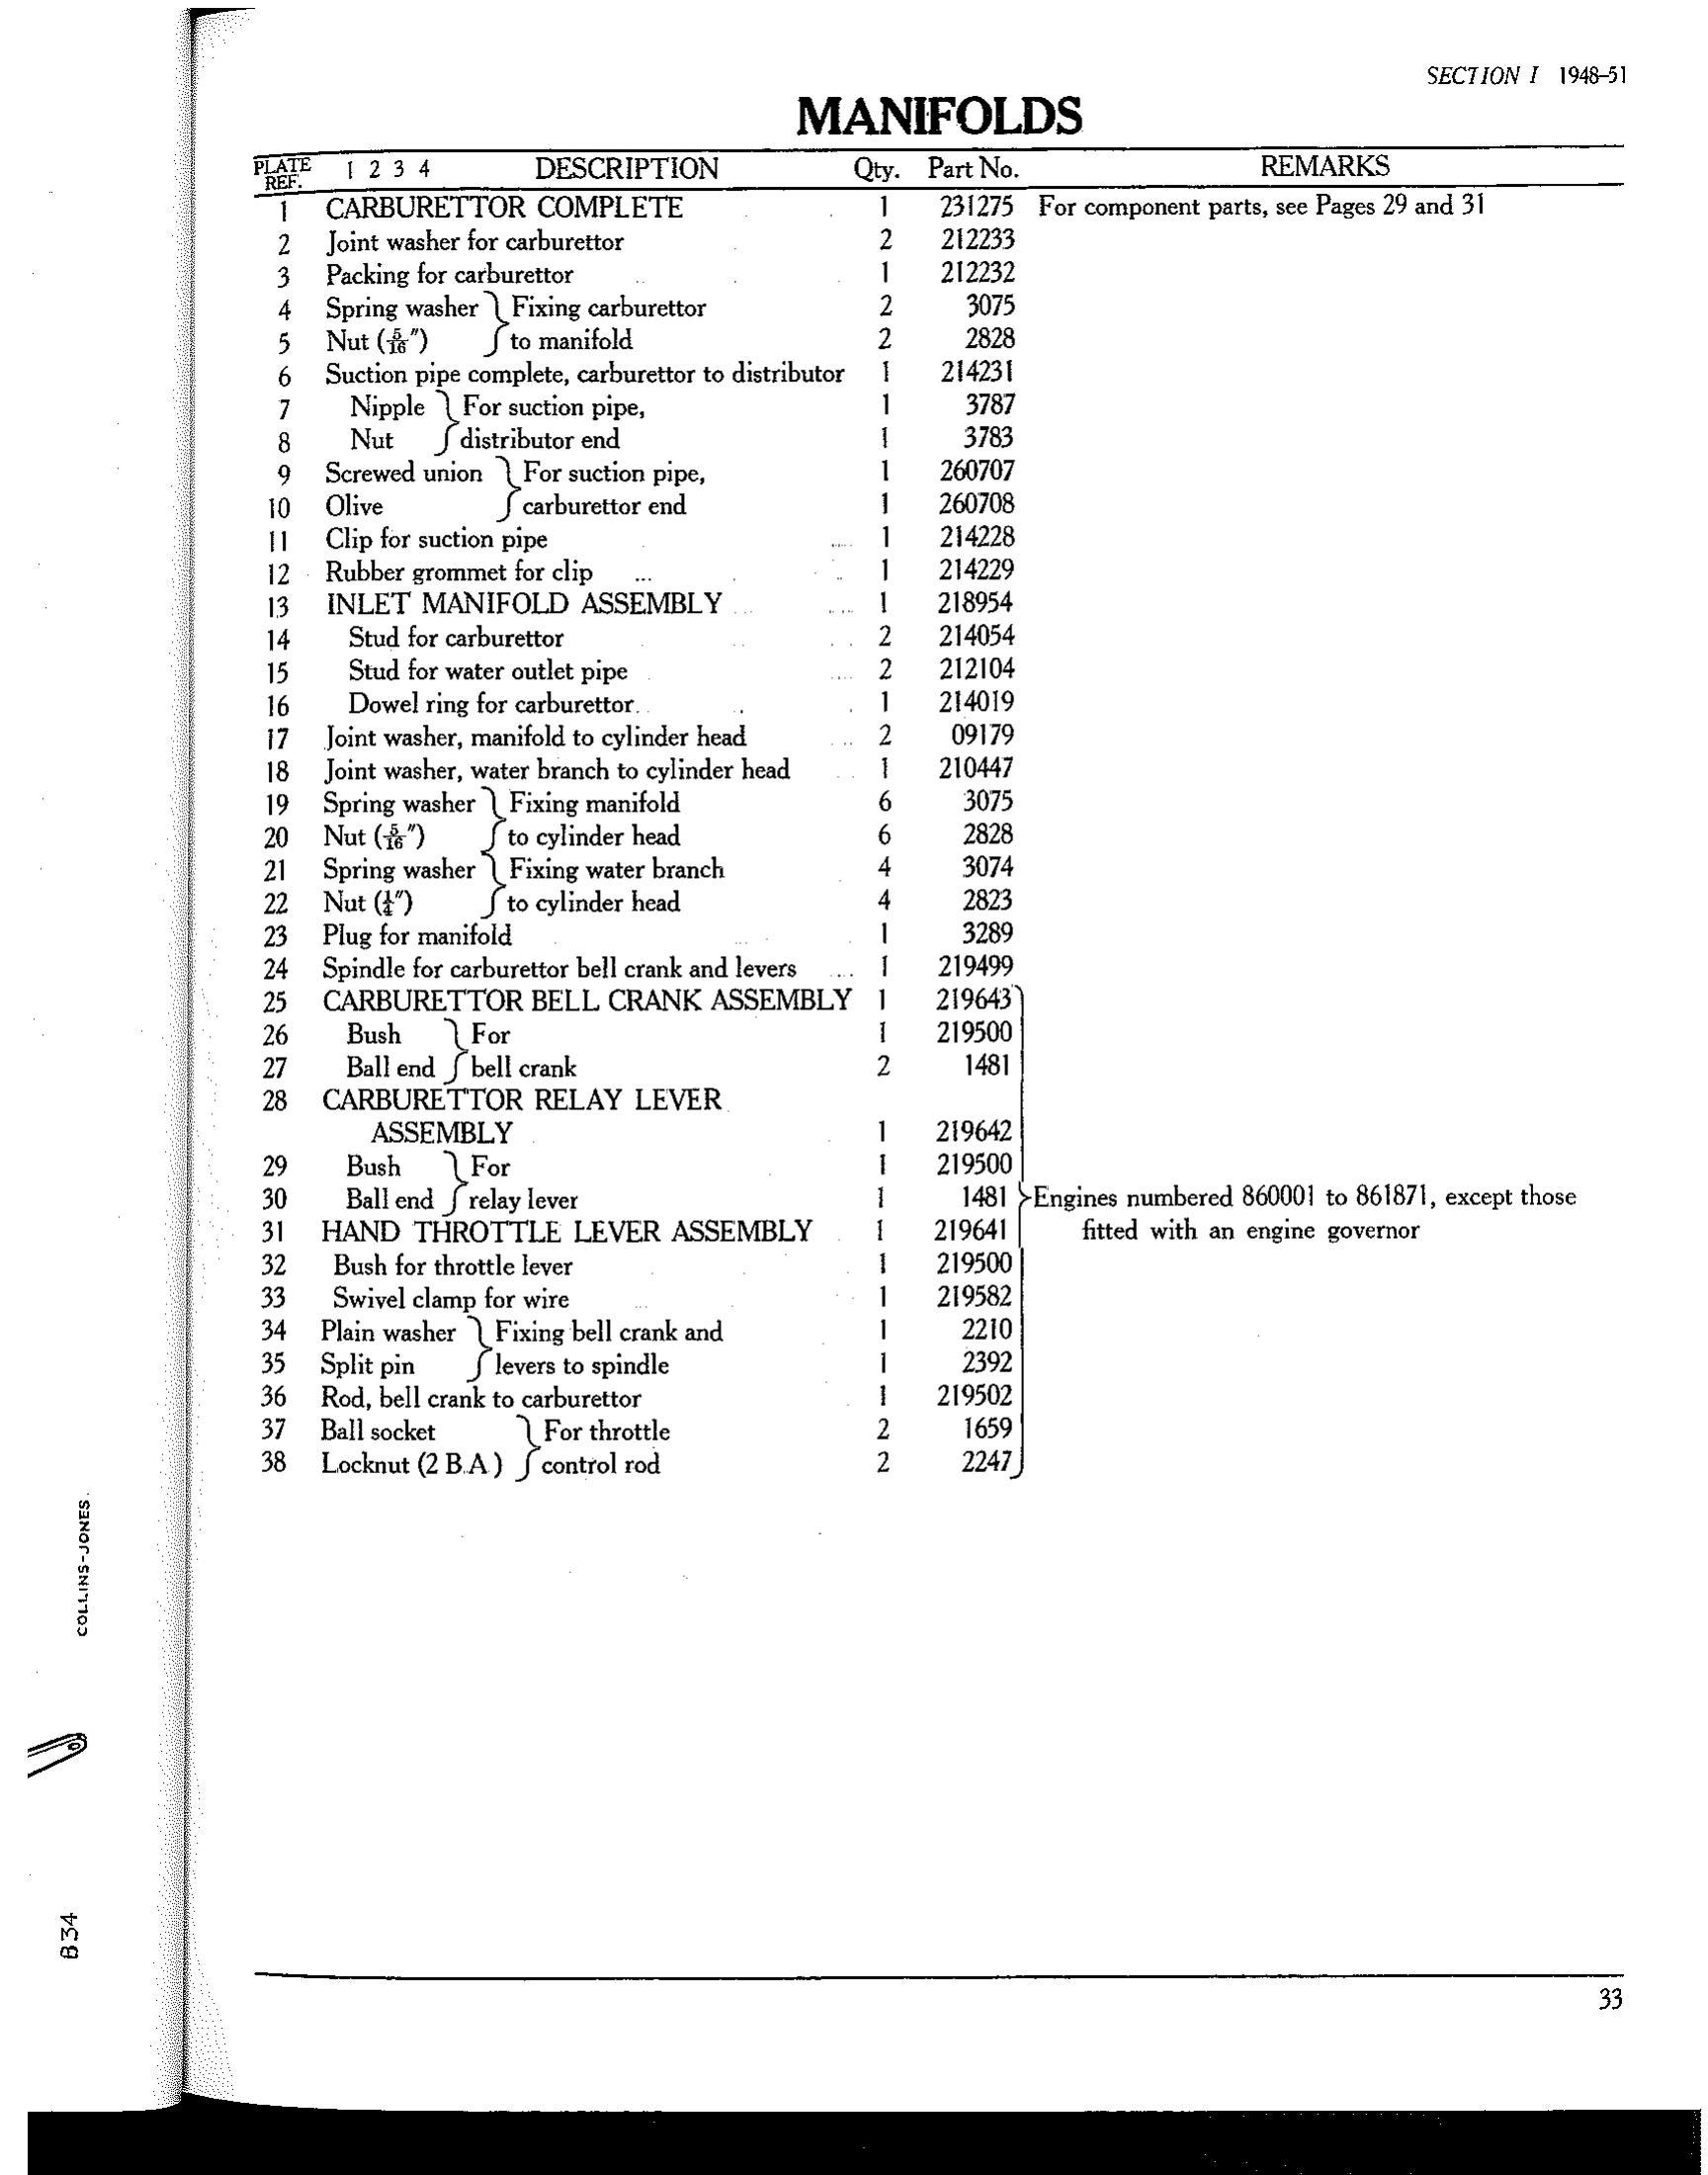 SECTION I 1948-51
MANIFOLDS
PLATE REF. 1 2 3 4 DESCRIPTION Qty. Part No. REMARKS
1 CARBURETTOR COMPLETE 1 231275 For component parts, see Pages 29 and 31
2 Joint washer for carburettor 2 212233
3 Packing for carburettor 1 212232
4 Spring washer } Fixing carburettor 2 3075
5 Nut (5/16″) } to manifold 2 2828
6 Suction pipe complete, carburettor to distributor 1 214231
7 Nipple } For suction pipe, 1 3787
8 Nut } distributor end 1 3783
9 Screwed union } For suction pipe, 1 260707
10 Olive } carburettor end 1 260708
11 Clip for suction pipe 1 214228
12 Rubber grommet for clip ... 1 214229
13 INLET MANIFOLD ASSEMBLY 1 218954
14 Stud for carburettor 2 214054
15 Stud for water outlet pipe 2 212104
16 Dowel ring for carburettor 1 214019
17 Joint washer, manifold to cylinder head 2 09179
18 Joint washer, water branch to cylinder head 1 210447
19 Spring washer } Fixing manifold 6 3075
20 Nut (5/16″) } to cylinder head 6 2828
21 Spring washer } Fixing water branch 4 3074
22 Nut (1/4″) } to cylinder head 4 2823
23 Plug for manifold 1 3289
24 Spindle for carburettor bell crank and levers ... 1 219499
25 CARBURETTOR BELL CRANK ASSEMBLY 1 219643
26 Bush } For 1 219500
27 Ball end } bell crank 2 1481
28 CARBURETTOR RELAY LEVER
ASSEMBLY 1 219642
29 Bush } For 1 219500
30 Ball end } relay lever 1 1481 } Engines numbered 860001 to 861871, except those
31 HAND THROTTLE LEVER ASSEMBLY 1 219641 fitted with an engine governor
32 Bush for throttle lever 1 219500
33 Swivel clamp for wire 1 219582
34 Plain washer } Fixing bell crank and 1 2210
35 Split pin } levers to spindle 1 2392
36 Rod, bell crank to carburettor 1 219502
37 Ball socket } For throttle 2 1659
38 Locknut (2 B.A.) } control rod 2 2247
COLLINS-JONES.
B34
33